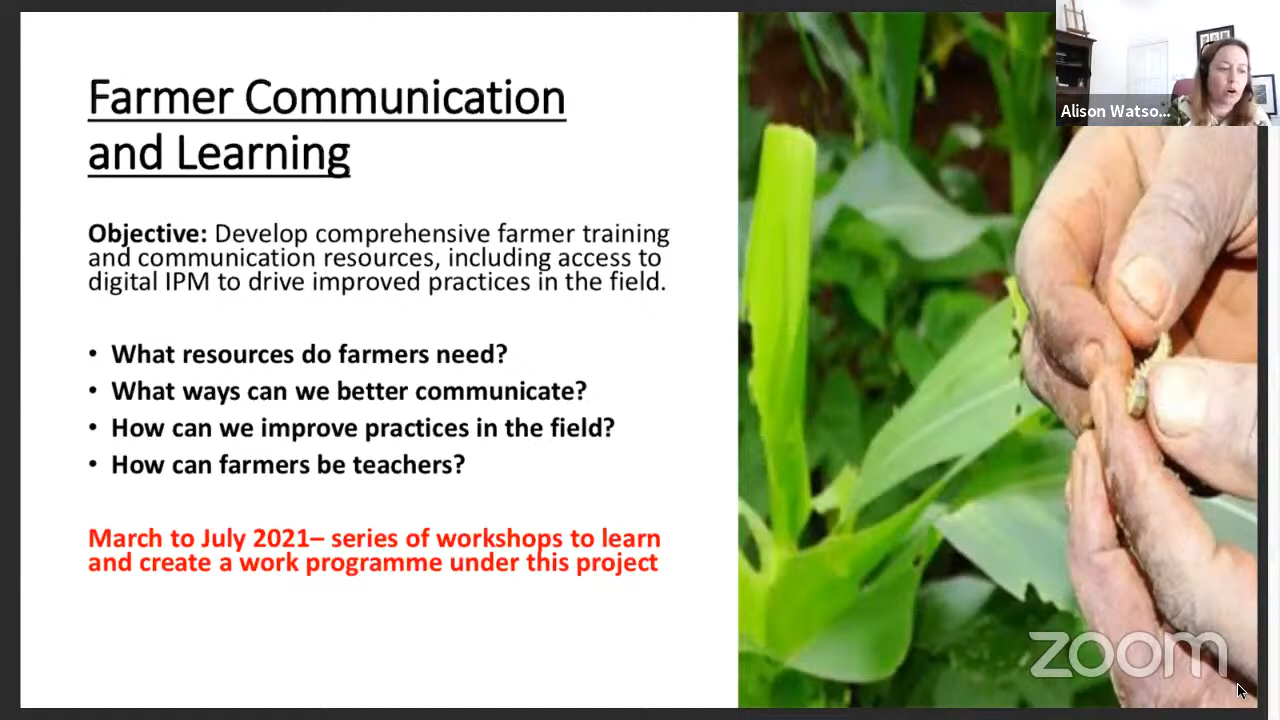 Farmer Communication
and Learning
Objective: Develop comprehensive farmer training
and communication resources, including access to
digital IPM to drive improved practices in the field.
• What resources do farmers need?
• What ways can we better communicate?
• How can we improve practices in the field?
• How can farmers be teachers?
March to July 2021– series of workshops to learn
and create a work programme under this project
Alison Watso...
zoom